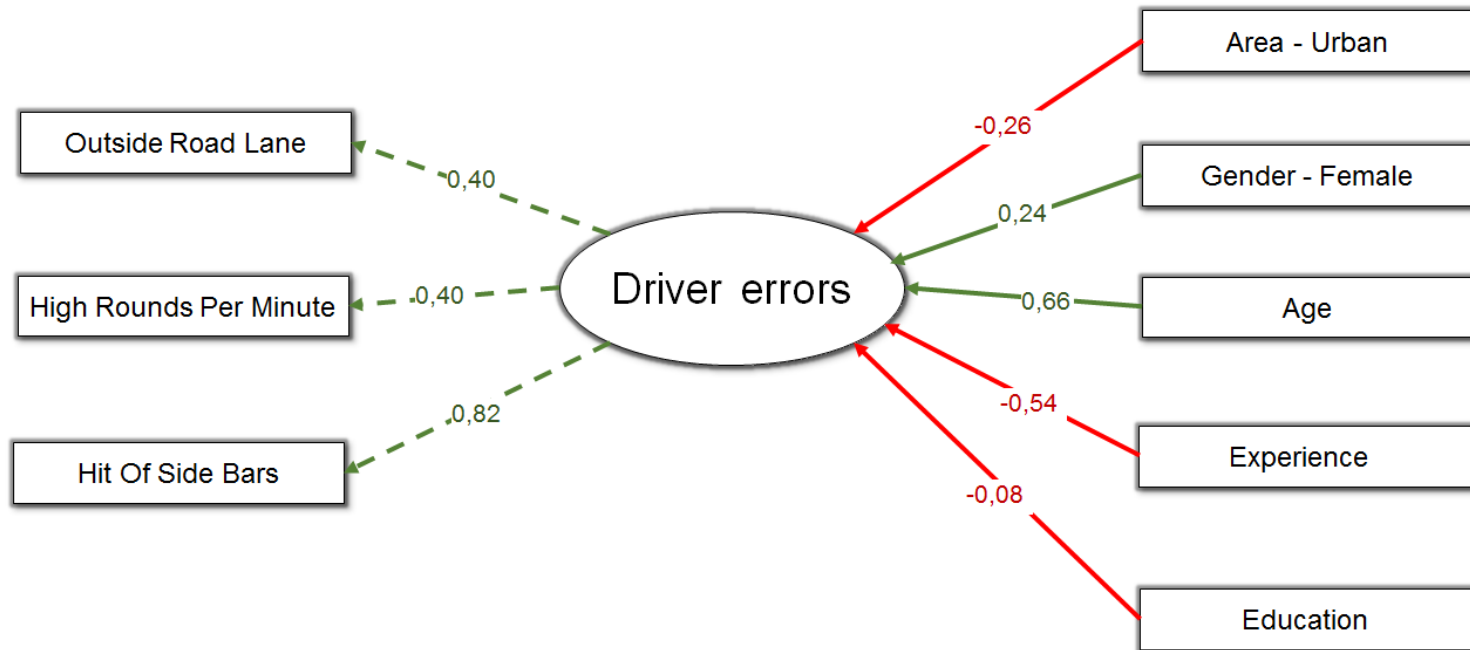 Area - Urban
Outside Road Lane
-0,26
Gender - Female
0,40
0,24
High Rounds Per Minute
0,40
Driver errors
0,66
Age
0,82
-0,54
Hit Of Side Bars
Experience
-0,08
Education